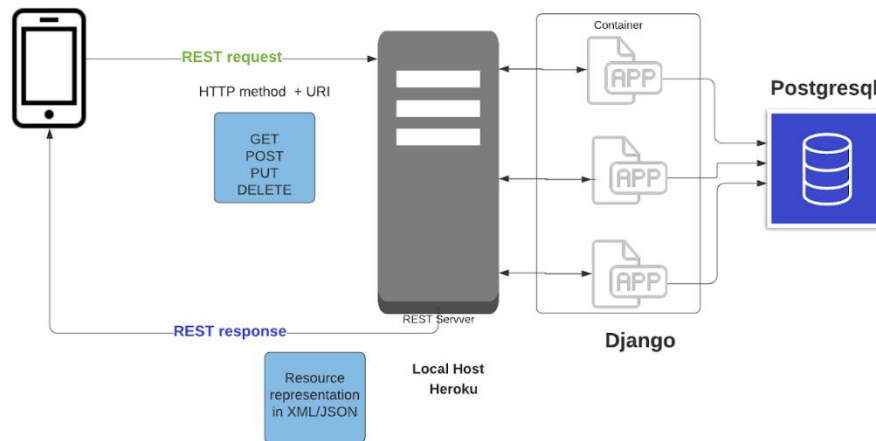 REST request
HTTP method + URI
GET
POST
PUT
DELETE
REST response
Resource
representation
in XML/JSON
REST Servver
Local Host
Heroku
Container
APP
APP
APP
Django
Postgresql